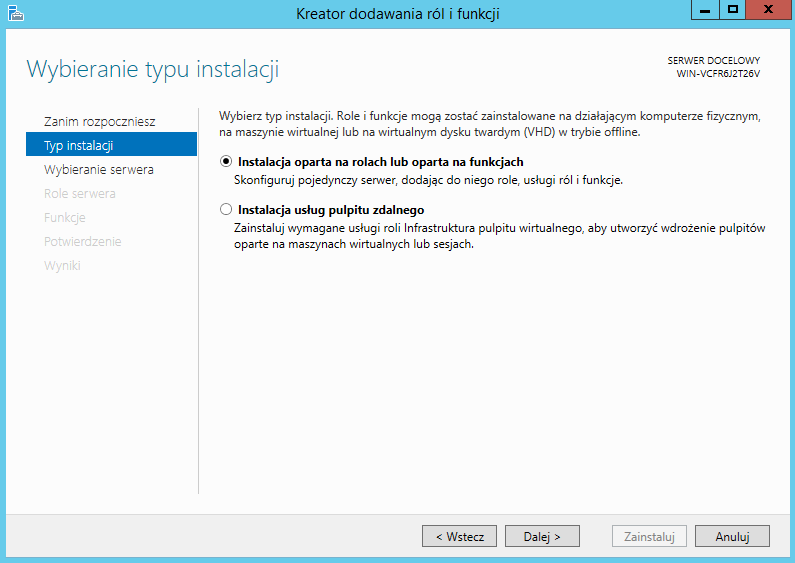 Kreator dodawania ról i funkcji
Wybieranie typu instalacji
SERWER DOCELOWY
WIN-VCFR6J2T26V
Zanim rozpoczniesz
Typ instalacji
Wybieranie serwera
Role serwera
Funkcje
Potwierdzenie
Wyniki
Wybierz typ instalacji. Role i funkcje mogą zostać zainstalowane na działającym komputerze fizycznym,
na maszynie wirtualnej lub na wirtualnym dysku twardym (VHD) w trybie offline.
Instalacja oparta na rolach lub oparta na funkcjach
Skonfiguruj pojedynczy serwer, dodając do niego role, usługi ról i funkcje.
Instalacja usług pulpitu zdalnego
Zainstaluj wymagane usługi roli Infrastruktura pulpitu wirtualnego, aby utworzyć wdrożenie pulpitów
oparte na maszynach wirtualnych lub sesjach.
< Wstecz
Dalej >
Zainstaluj
Anuluj